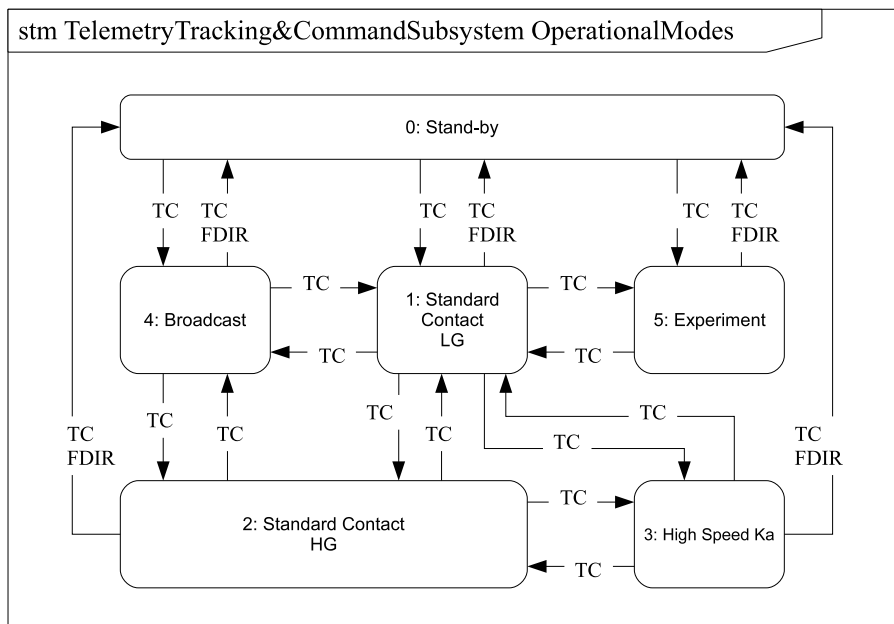 stm TelemetryTracking&CommandSubsystem OperationalModes
0: Stand-by
TC
TC
FDIR
TC
TC
FDIR
TC
TC
FDIR
4: Broadcast
TC
TC
1: Standard
Contact
LG
TC
TC
5: Experiment
TC
TC
TC
TC
TC
TC
TC
FDIR
TC
FDIR
2: Standard Contact
HG
TC
TC
3: High Speed Ka